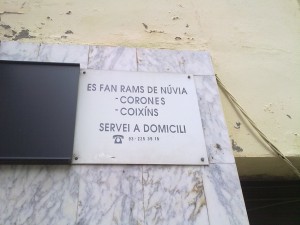 ES FAN RAMS DE NÚVIA
-CORONES
-COIXÍNS
SERVEI A DOMICILI
☎